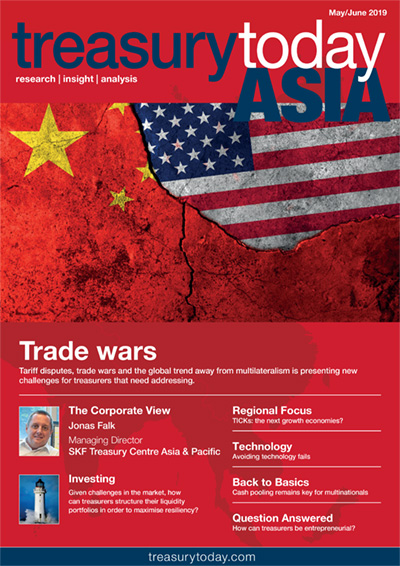 May/June 2019
treasurytoday
research | insight | analysis
ASIA
Trade wars
Tariff disputes, trade wars and the global trend away from multilateralism is presenting new
challenges for treasurers that need addressing.
The Corporate View
Jonas Falk
Managing Director
SKF Treasury Centre Asia & Pacific
Investing
Given challenges in the market, how
can treasurers structure their liquidity
portfolios in order to maximise resiliency?
Regional Focus
TICKs: the next growth economies?
Technology
Avoiding technology fails
Back to Basics
Cash pooling remains key for multinationals
Question Answered
How can treasurers be entrepreneurial?
treasurytoday.com